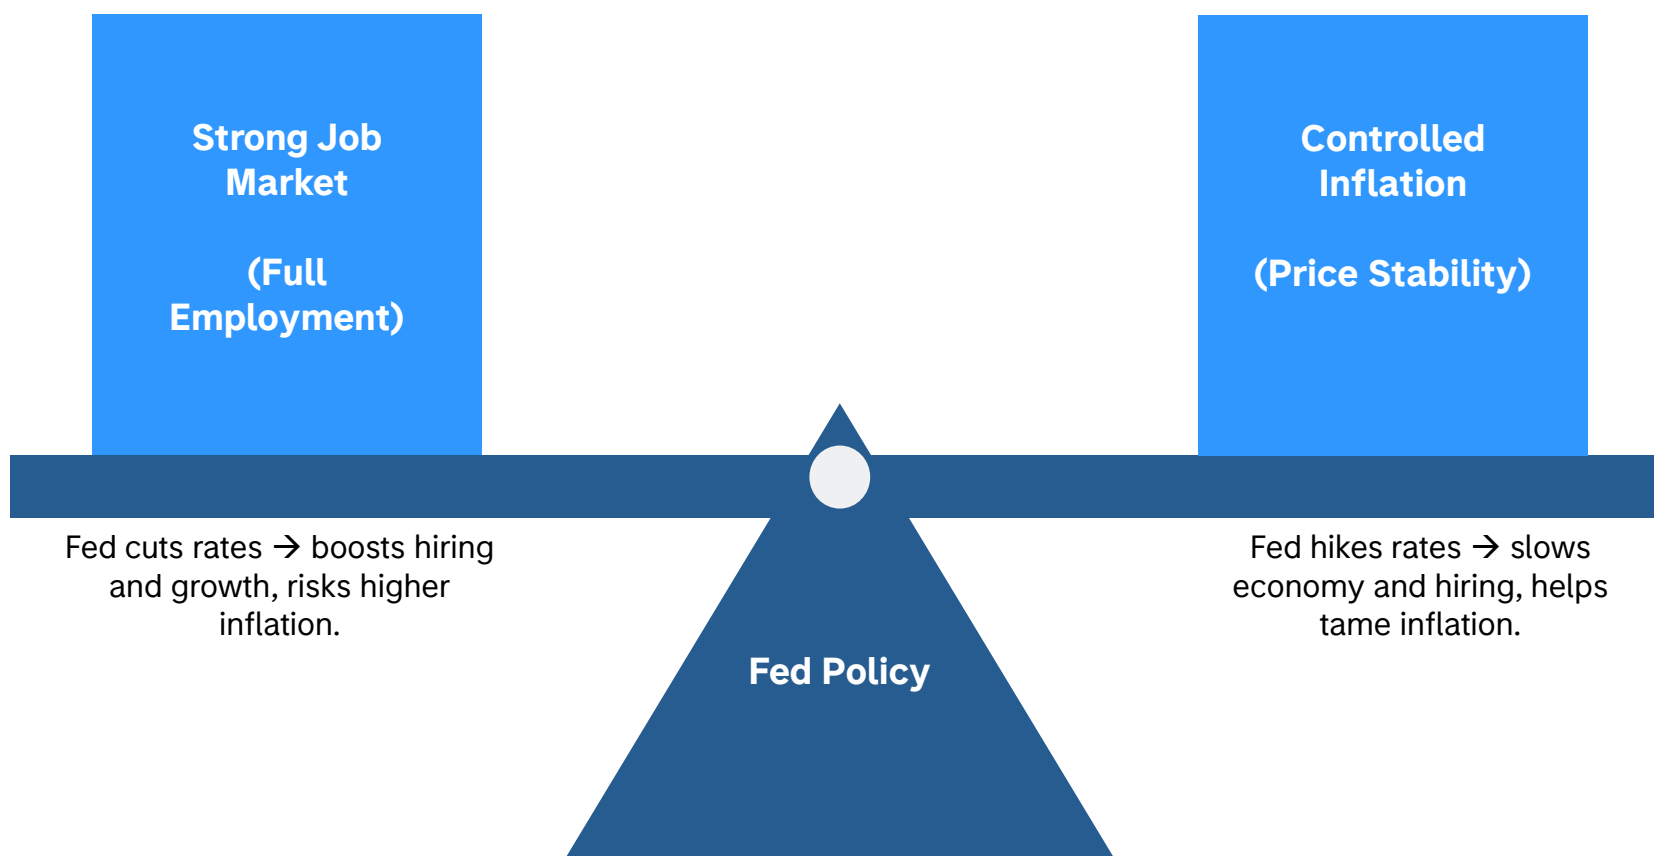 Strong Job
Market
(Full
Employment)
Controlled
Inflation
(Price Stability)
Fed cuts rates → boosts hiring
and growth, risks higher
inflation.
Fed hikes rates → slows
economy and hiring, helps
tame inflation.
Fed Policy